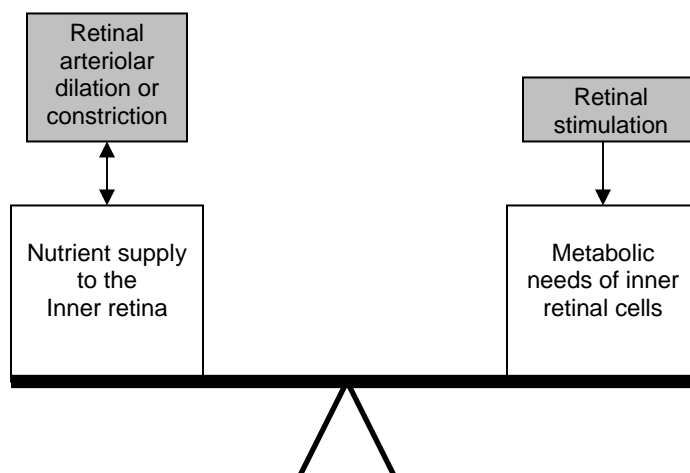 Retinal
arteriolar
dilation or
constriction
Retinal
stimulation
Nutrient supply
to the
Inner retina
Metabolic
needs of inner
retinal cells